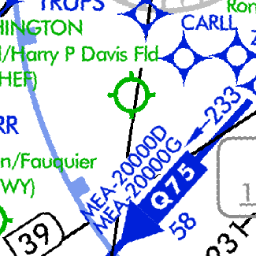 TRUPS
CARLL
HINGTON
l/Harry P Davis Fld
HEF)
233
RR
MEA-20000D
MEA-20000G
Q75
n/Fauquier
WY)
58
39
231
1